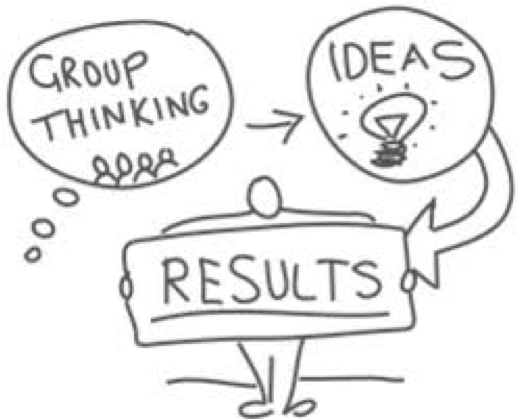 GROUP
THINKING
IDEAS
RESULTS